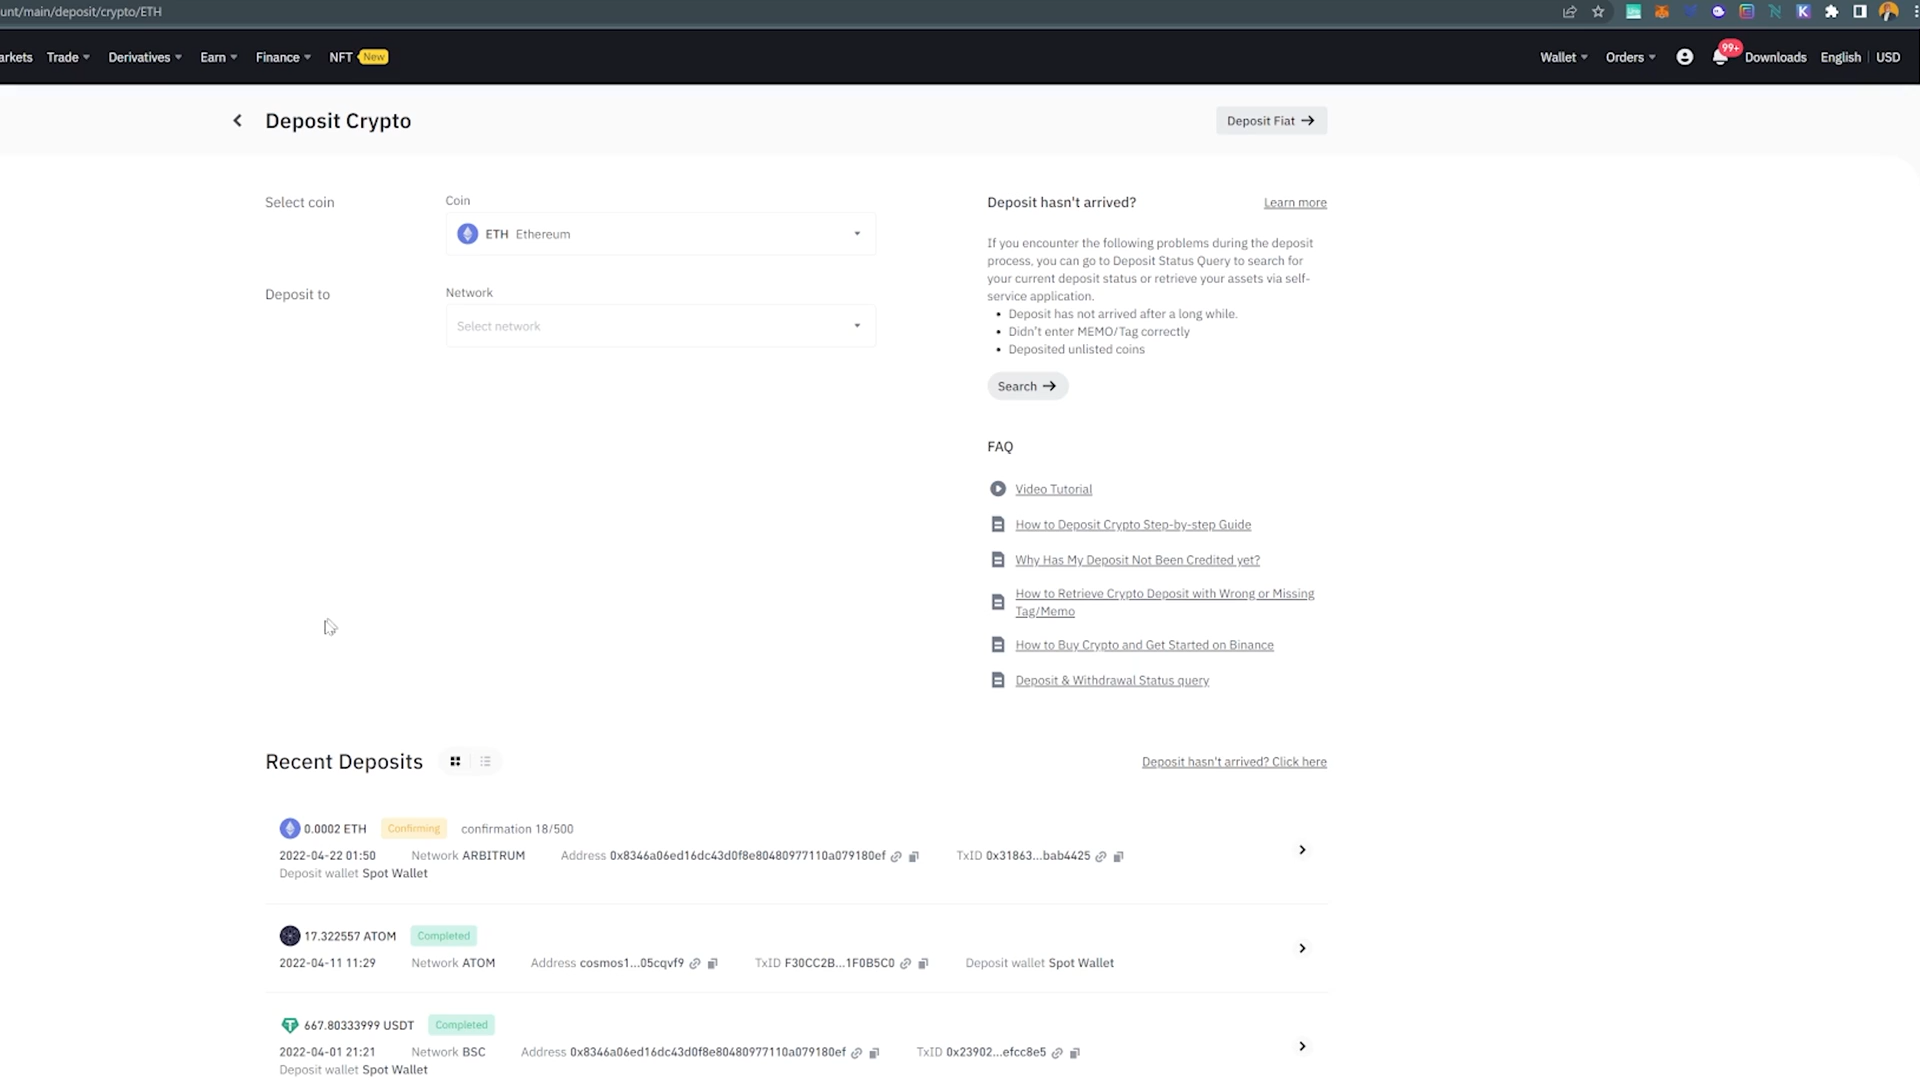 unt/main/deposit/crypto/ETH
arkets Trade Derivatives Earn Finance NFT New Wallet Orders 99+ Downloads English USD
Deposit Crypto
Deposit Fiat
Select coin
Coin
ETH Ethereum
Deposit to
Network
Select network
Deposit hasn't arrived? Learn more
If you encounter the following problems during the deposit
process, you can go to Deposit Status Query to search for
your current deposit status or retrieve your assets via self-
service application.
Deposit has not arrived after a long while.
Didn't enter MEMO/Tag correctly
Deposited unlisted coins
Search
FAQ
Video Tutorial
How to Deposit Crypto Step-by-step Guide
Why Has My Deposit Not Been Credited yet?
How to Retrieve Crypto Deposit with Wrong or Missing
Tag/Memo
How to Buy Crypto and Get Started on Binance
Deposit & Withdrawal Status query
Recent Deposits
Deposit hasn't arrived? Click here
0.0002 ETH Confirming confirmation 18/500
2022-04-22 01:50 Network ARBITRUM Address 0x8346a06ed16dc43d0f8e80480977110a079180ef TxID 0x31863...bab4425
Deposit wallet Spot Wallet
17.322557 ATOM Completed
2022-04-11 11:29 Network ATOM Address cosmos1...05cqvf9 TxID F30CC2B...1F0B5C0 Deposit wallet Spot Wallet
667.80333999 USDT Completed
2022-04-01 21:21 Network BSC Address 0x8346a06ed16dc43d0f8e80480977110a079180ef TxID 0x23902...efcc8e5
Deposit wallet Spot Wallet